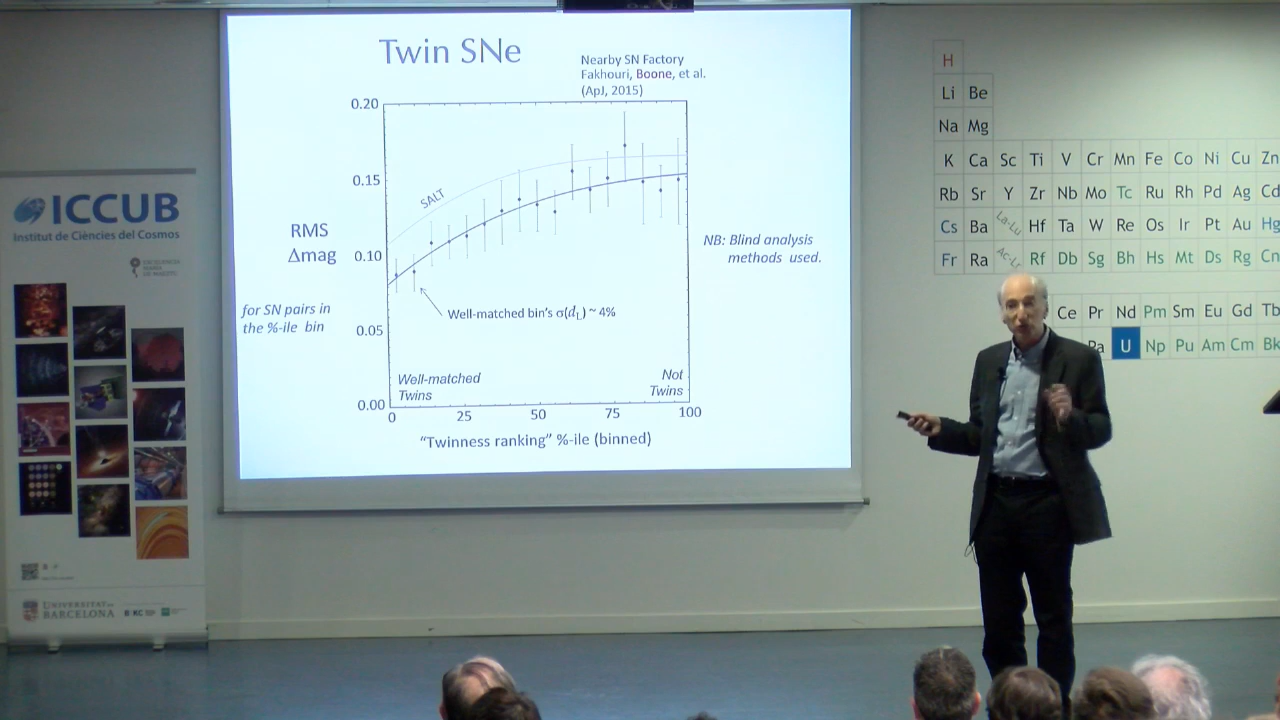 Twin SNe
Nearby SN Factory
Fakhouri, Boone, et al.
(ApJ, 2015)
0.20
0.15
0.10
0.05
0.00
RMS
Δmag
for SN pairs in
the %-ile bin
SALT
Well-matched bin's σ(dL) ~ 4%
Well-matched
Twins
Not
Twins
0
25
50
75
100
"Twinness ranking" %-ile (binned)
NB: Blind analysis
methods used.
ICCUB
Institut de Ciències del Cosmos
UNIVERSITAT DE
BARCELONA
H
Li Be
Na Mg
K Ca Sc Ti V Cr Mn Fe Co Ni Cu Zn
Rb Sr Y Zr Nb Mo Tc Ru Rh Pd Ag Cd
Cs Ba La-Lu Hf Ta W Re Os Ir Pt Au Hg
Fr Ra Rf Db Sg Bh Hs Mt Ds Rg Cn
Ce Pr Nd Pm Sm Eu Gd Tb
Pa U Np Pu Am Cm Bk